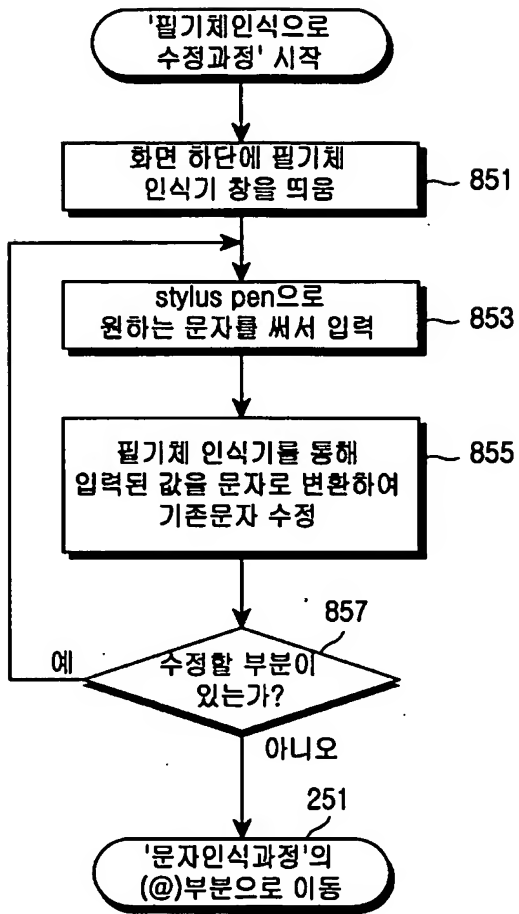 '필기체인식으로
수정과정' 시작
화면 하단에 필기체
인식기 창을 띄움
851
stylus pen으로
원하는 문자를 써서 입력
853
필기체 인식기를 통해
입력된 값을 문자로 변환하여
기존문자 수정
855
857
예
수정할 부분이
있는가?
아니오
251
'문자인식과정'의
(@)부분으로 이동